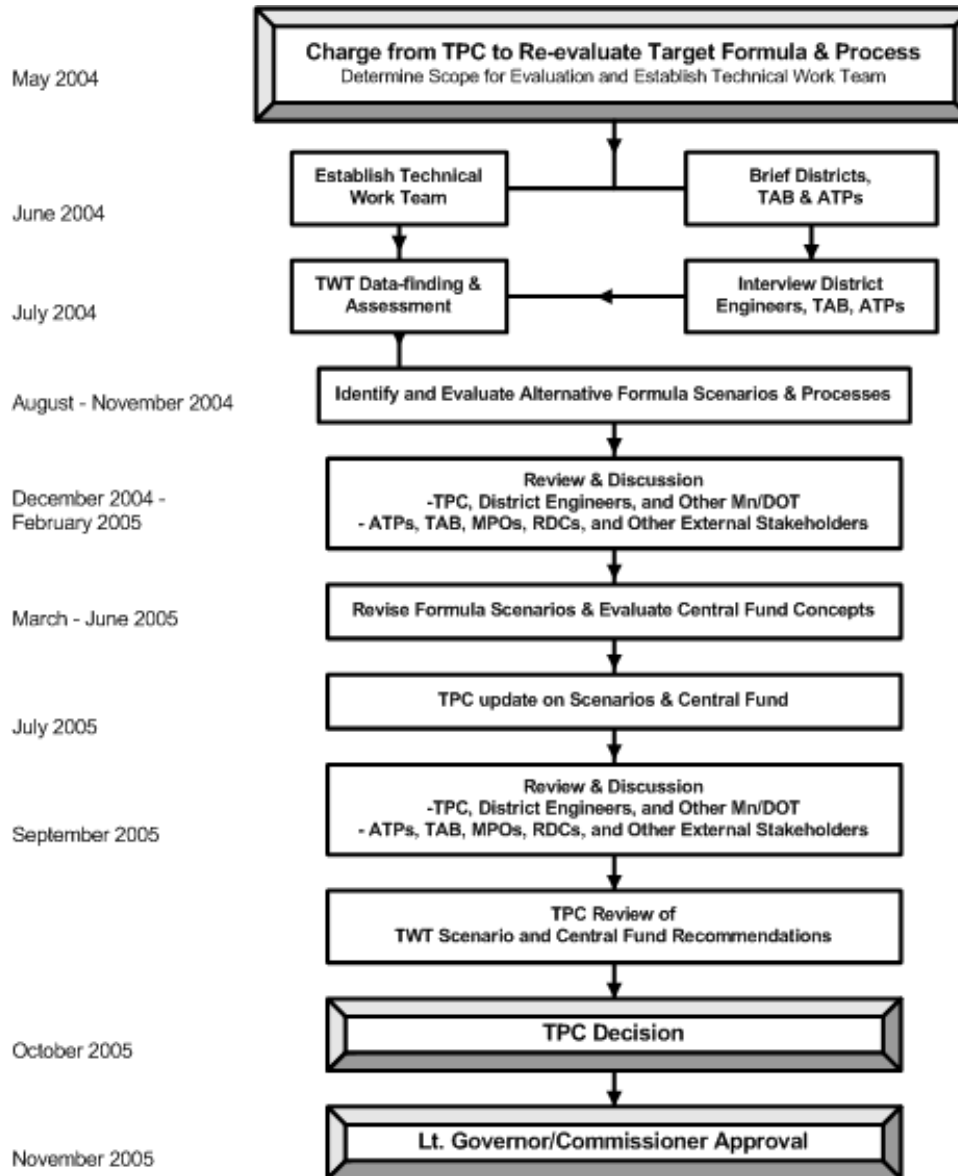 Charge from TPC to Re-evaluate Target Formula & Process
Determine Scope for Evaluation and Establish Technical Work Team
May 2004
Establish Technical
Work Team
Brief Districts,
TAB & ATPs
June 2004
TWT Data-finding &
Assessment
Interview District
Engineers, TAB, ATPs
July 2004
Identify and Evaluate Alternative Formula Scenarios & Processes
August - November 2004
Review & Discussion
-TPC, District Engineers, and Other Mn/DOT
- ATPs, TAB, MPOs, RDCs, and Other External Stakeholders
December 2004 -
February 2005
Revise Formula Scenarios & Evaluate Central Fund Concepts
March - June 2005
TPC update on Scenarios & Central Fund
July 2005
Review & Discussion
-TPC, District Engineers, and Other Mn/DOT
- ATPs, TAB, MPOs, RDCs, and Other External Stakeholders
September 2005
TPC Review of
TWT Scenario and Central Fund Recommendations
TPC Decision
October 2005
Lt. Governor/Commissioner Approval
November 2005